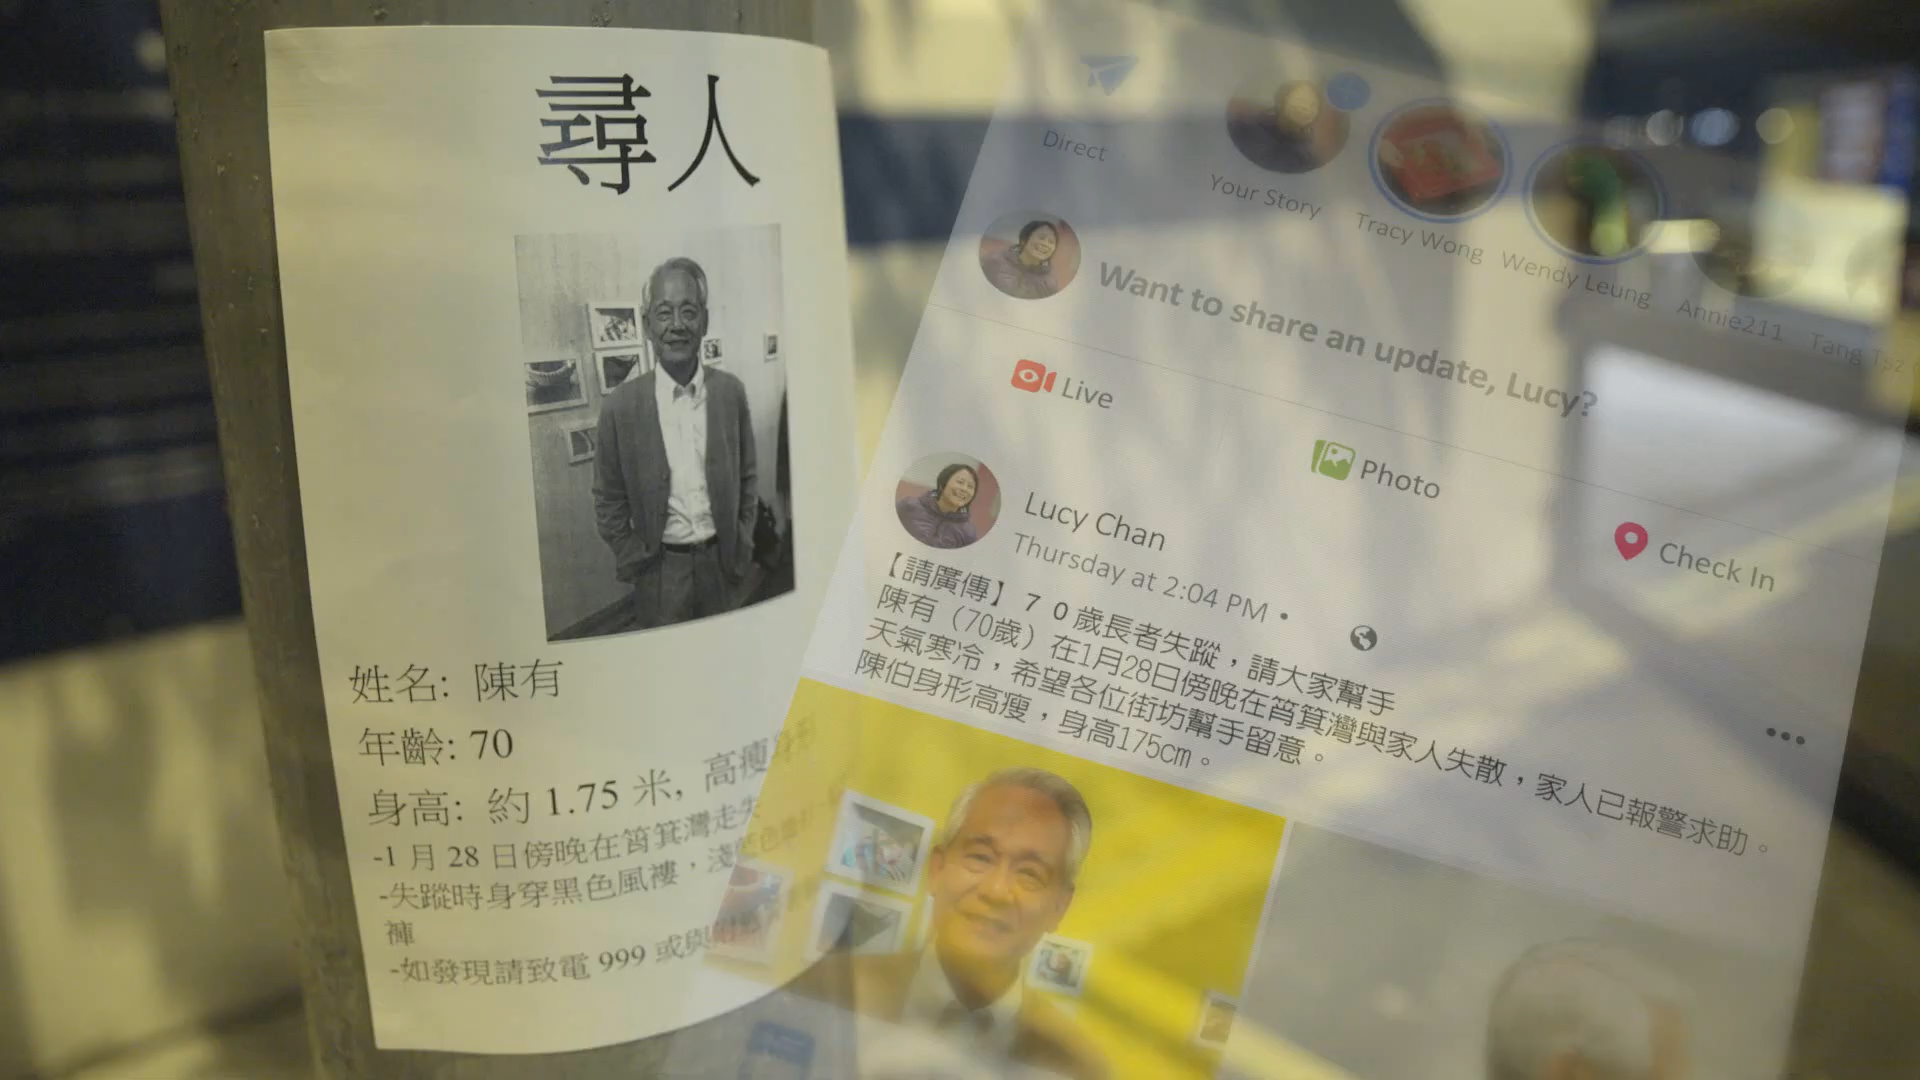 尋人
姓名: 陳有
年齡: 70
身高: 約 1.75 米, 高瘦身形
-1 月 28 日傍晚在筲箕灣走失
-失蹤時身穿黑色風褸，淺藍色
褲
-如發現請致電 999 或與
Direct
Your Story
Tracy Wong
Wendy Leung
Annie211
Tang Tsz
Want to share an update, Lucy?
Live
Photo
Check In
Lucy Chan
Thursday at 2:04 PM •
【請廣傳】７０歲長者失蹤，請大家幫手
陳有（70歲）在1月28日傍晚在筲箕灣與家人失散，家人已報警求助。
天氣寒冷，希望各位街坊幫手留意。
陳伯身形高瘦，身高175cm。